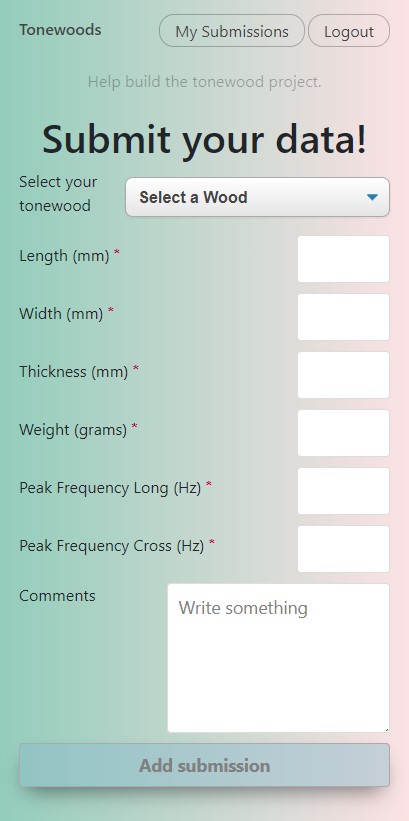 Tonewoods
My Submissions
Logout
Help build the tonewood project.
Submit your data!
Select your
tonewood
Select a Wood
Length (mm) *
Width (mm) *
Thickness (mm) *
Weight (grams) *
Peak Frequency Long (Hz) *
Peak Frequency Cross (Hz) *
Comments
Write something
Add submission